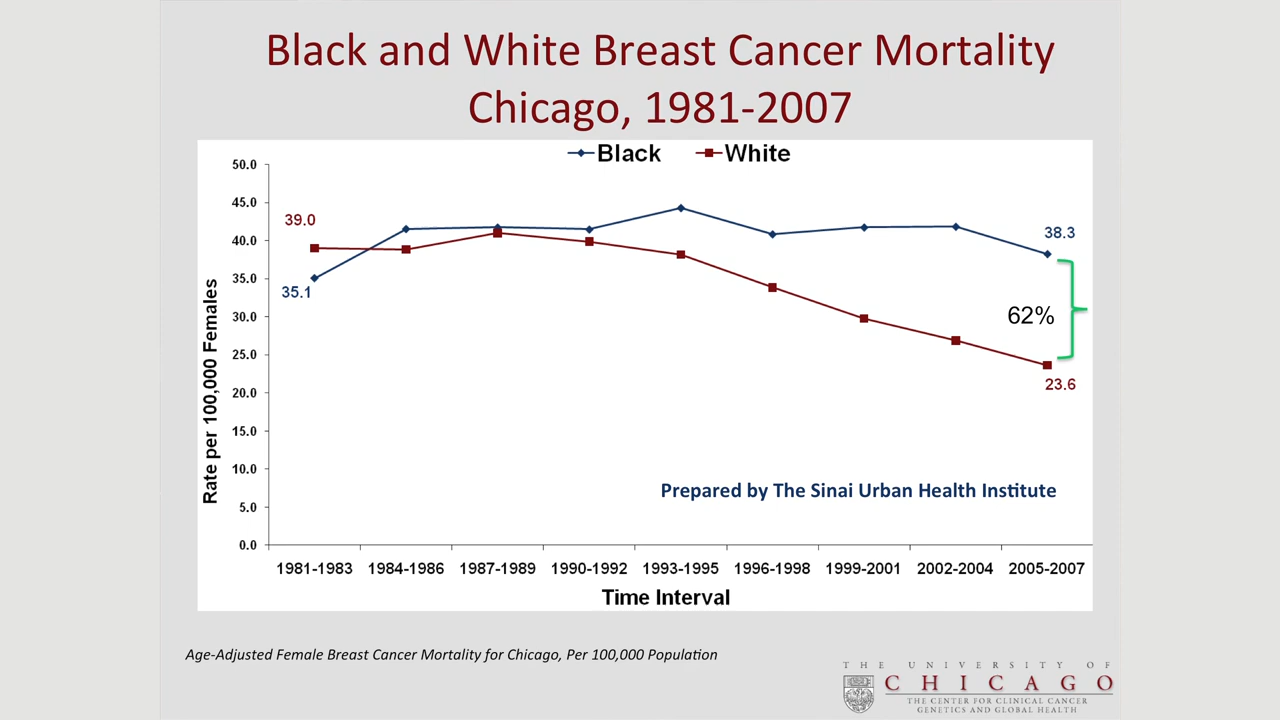 Black and White Breast Cancer Mortality
Chicago, 1981-2007
Black White
50.0
45.0
40.0
35.0
30.0
25.0
20.0
15.0
10.0
5.0
0.0
Rate per 100,000 Females
39.0
35.1
38.3
62%
23.6
Prepared by The Sinai Urban Health Institute
1981-1983 1984-1986 1987-1989 1990-1992 1993-1995 1996-1998 1999-2001 2002-2004 2005-2007
Time Interval
Age-Adjusted Female Breast Cancer Mortality for Chicago, Per 100,000 Population
THE UNIVERSITY OF
CHICAGO
THE CENTER FOR CLINICAL CANCER
GENETICS AND GLOBAL HEALTH